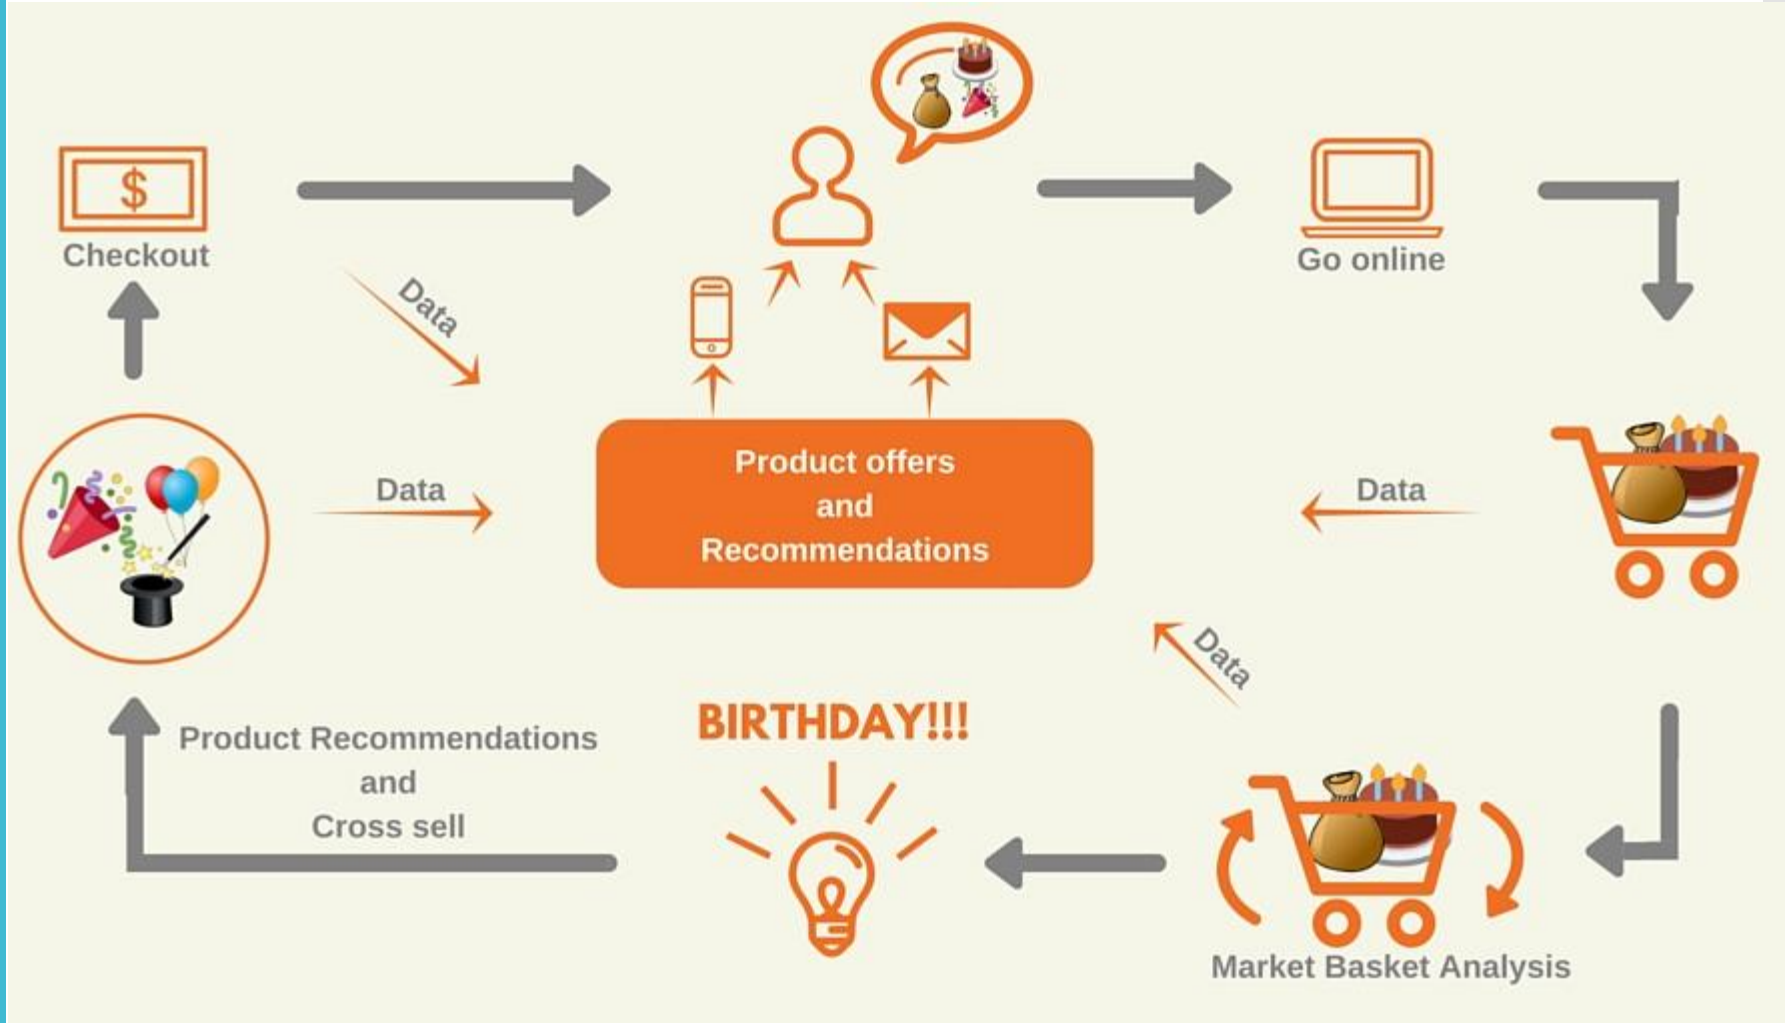 $
Checkout
Go online
Data
Data
Product offers
and
Recommendations
Data
Data
BIRTHDAY!!!
Product Recommendations
and
Cross sell
Market Basket Analysis